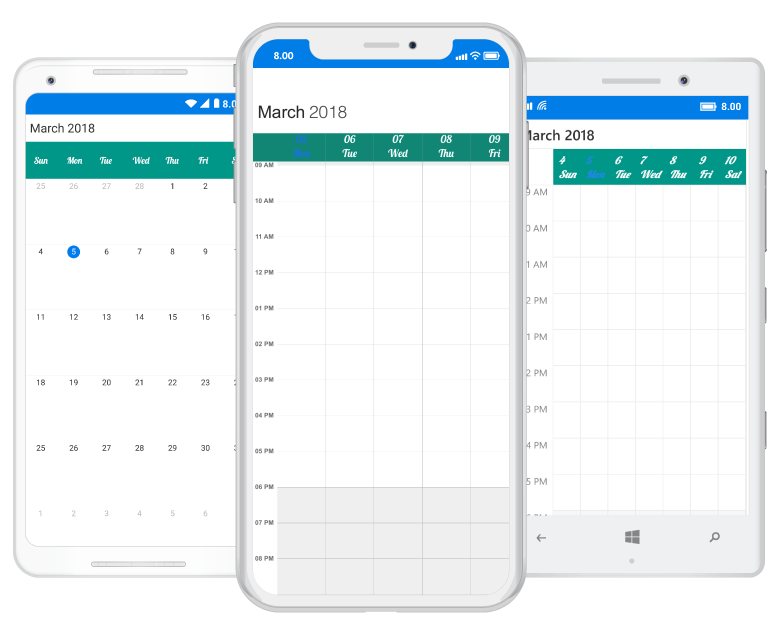 8.0
March 2018
Sun Mon Tue Wed Thu Fri
25 26 27 28 1 2
4 5 6 7 8 9
11 12 13 14 15 16
18 19 20 21 22 23
25 26 27 28 29 30
1 2 3 4 5 6
8.00
March 2018
05 06 07 08 09
Mon Tue Wed Thu Fri
09 AM
10 AM
11 AM
12 PM
01 PM
02 PM
03 PM
04 PM
05 PM
06 PM
07 PM
08 PM
8.00
March 2018
4 5 6 7 8 9 10
Sun Mon Tue Wed Thu Fri Sat
9 AM
0 AM
1 AM
2 PM
1 PM
2 PM
3 PM
4 PM
5 PM